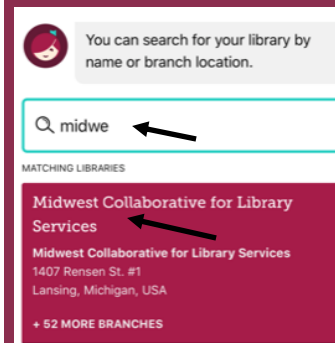 You can search for your library by
name or branch location.
midwe
MATCHING LIBRARIES
Midwest Collaborative for Library
Services
Midwest Collaborative for Library Services
1407 Rensen St. #1
Lansing, Michigan, USA
+ 52 MORE BRANCHES